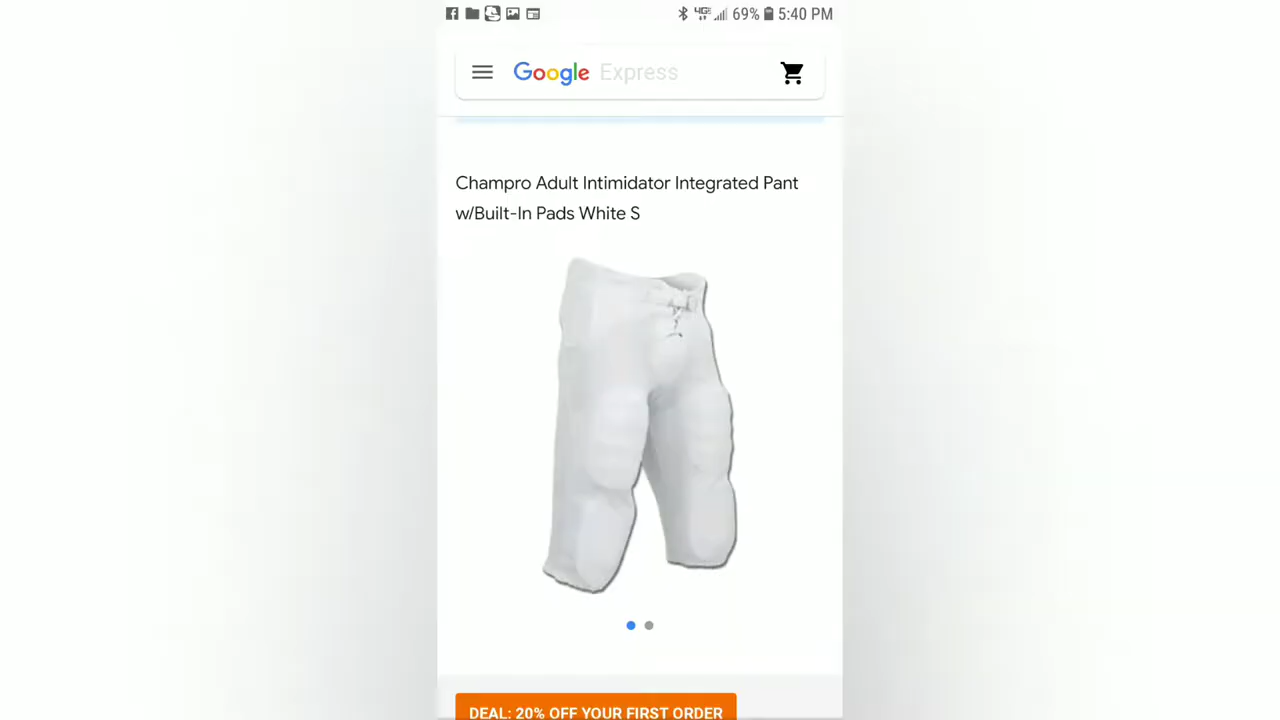 4GE 69% 5:40 PM
Google Express
Champro Adult Intimidator Integrated Pant
w/Built-In Pads White S
DEAL: 20% OFF YOUR FIRST ORDER